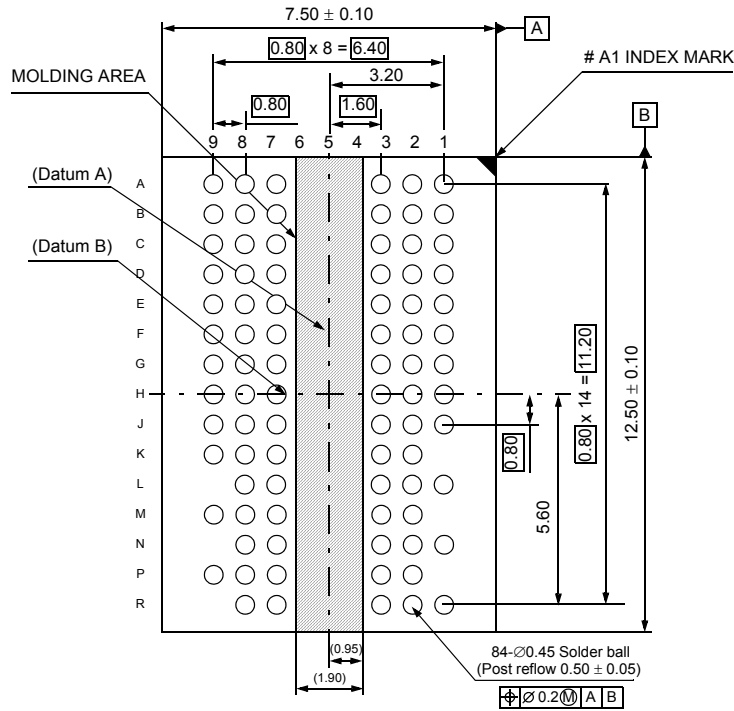 7.50 ± 0.10
A
0.80 x 8 = 6.40
# A1 INDEX MARK
MOLDING AREA
3.20
0.80
1.60
B
9 8 7 6 5 4 3 2 1
(Datum A)
(Datum B)
A
B
C
D
E
F
G
H
J
K
L
M
N
P
R
0.80 x 14 = 11.20
12.50 ± 0.10
0.80
5.60
(0.95)
(1.90)
84-∅0.45 Solder ball
(Post reflow 0.50 ± 0.05)
⌖ ∅ 0.2 Ⓜ A B